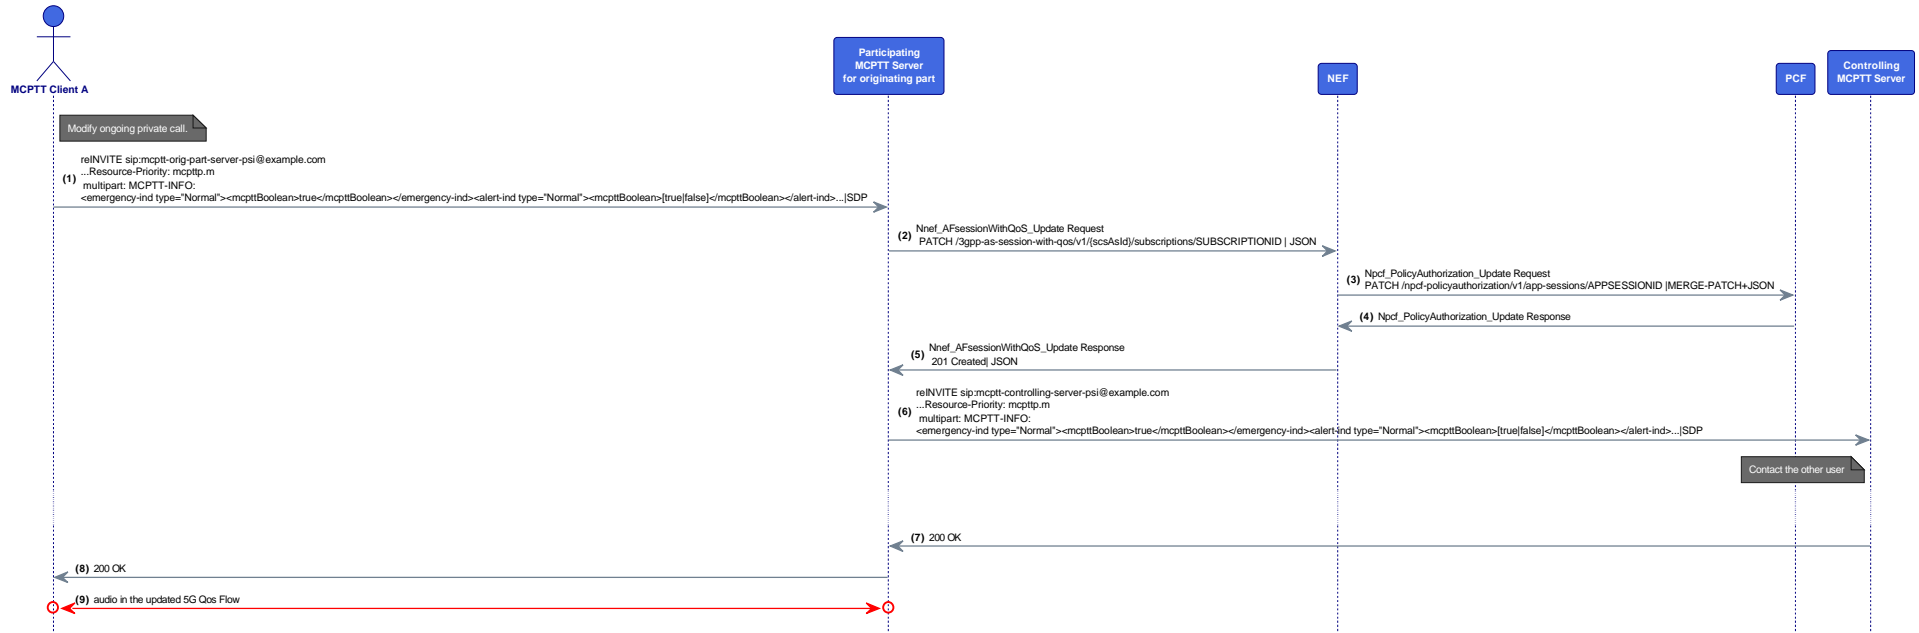 MCPTT Client A
Participating
MCPTT Server
for originating part
NEF
PCF
Controlling
MCPTT Server
Modify ongoing private call.
(1)
reINVITE sip:mcptt-orig-part-server-psi@example.com
...Resource-Priority: mcpttp.m
multipart: MCPTT-INFO:
<emergency-ind type="Normal"><mcpttBoolean>true</mcpttBoolean></emergency-ind><alert-ind type="Normal"><mcpttBoolean>[true|false]</mcpttBoolean></alert-ind>...|SDP
(2)
Nnef_AFsessionWithQoS_Update Request
PATCH /3gpp-as-session-with-qos/v1/{scsAsId}/subscriptions/SUBSCRIPTIONID | JSON
(3)
Npcf_PolicyAuthorization_Update Request
PATCH /npcf-policyauthorization/v1/app-sessions/APPSESSIONID |MERGE-PATCH+JSON
(4) Npcf_PolicyAuthorization_Update Response
(5)
Nnef_AFsessionWithQoS_Update Response
201 Created| JSON
(6)
reINVITE sip:mcptt-controlling-server-psi@example.com
...Resource-Priority: mcpttp.m
multipart: MCPTT-INFO:
<emergency-ind type="Normal"><mcpttBoolean>true</mcpttBoolean></emergency-ind><alert-ind type="Normal"><mcpttBoolean>[true|false]</mcpttBoolean></alert-ind>...|SDP
Contact the other user
(7) 200 OK
(8) 200 OK
(9) audio in the updated 5G Qos Flow